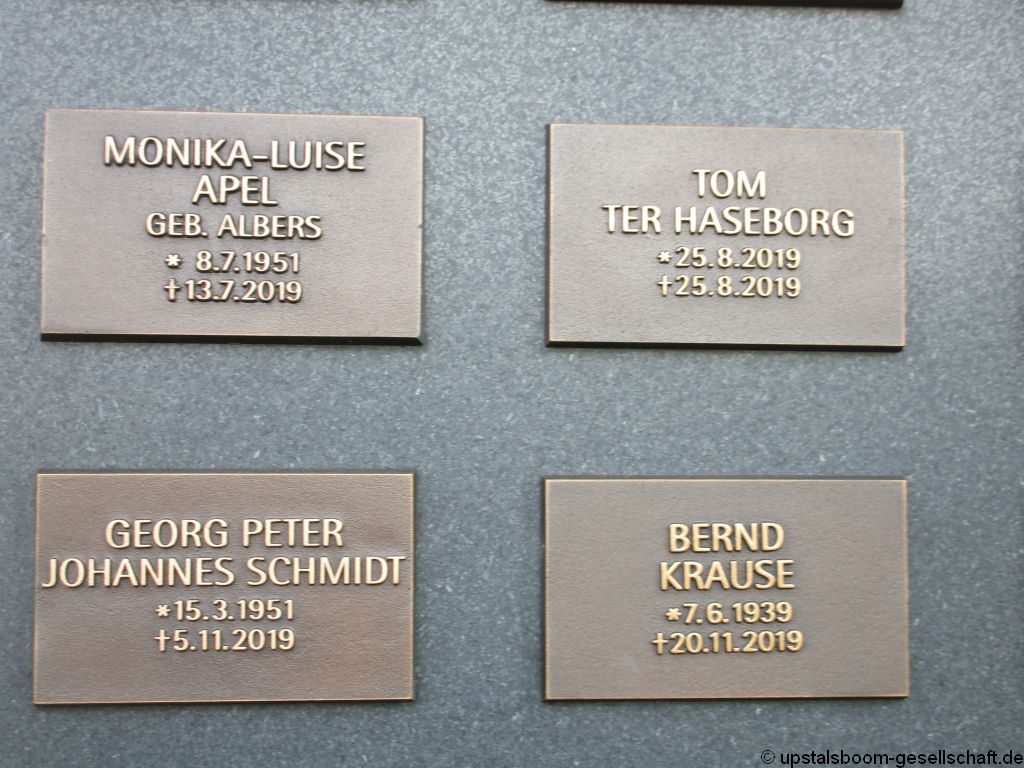 MONIKA-LUISE
APEL
GEB. ALBERS
* 8.7.1951
†13.7.2019
TOM
TER HASEBORG
*25.8.2019
†25.8.2019
GEORG PETER
JOHANNES SCHMIDT
*15.3.1951
†5.11.2019
BERND
KRAUSE
*7.6.1939
†20.11.2019
© upstalsboom-gesellschaft.de